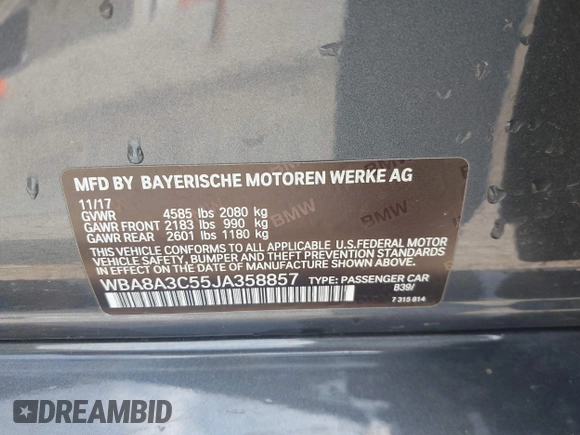 MFD BY BAYERISCHE MOTOREN WERKE AG
11/17
GVWR 4585 lbs 2080 kg
GAWR FRONT 2183 lbs 990 kg
GAWR REAR 2601 lbs 1180 kg
THIS VEHICLE CONFORMS TO ALL APPLICABLE U.S.FEDERAL MOTOR
VEHICLE SAFETY, BUMPER AND THEFT PREVENTION STANDARDS
IN EFFECT ON THE DATE OF MANUFACTURE SHOWN ABOVE.
WBA8A3C55JA358857 TYPE: PASSENGER CAR
B39/
7 315 814
BMW
BMW
DREAMBID